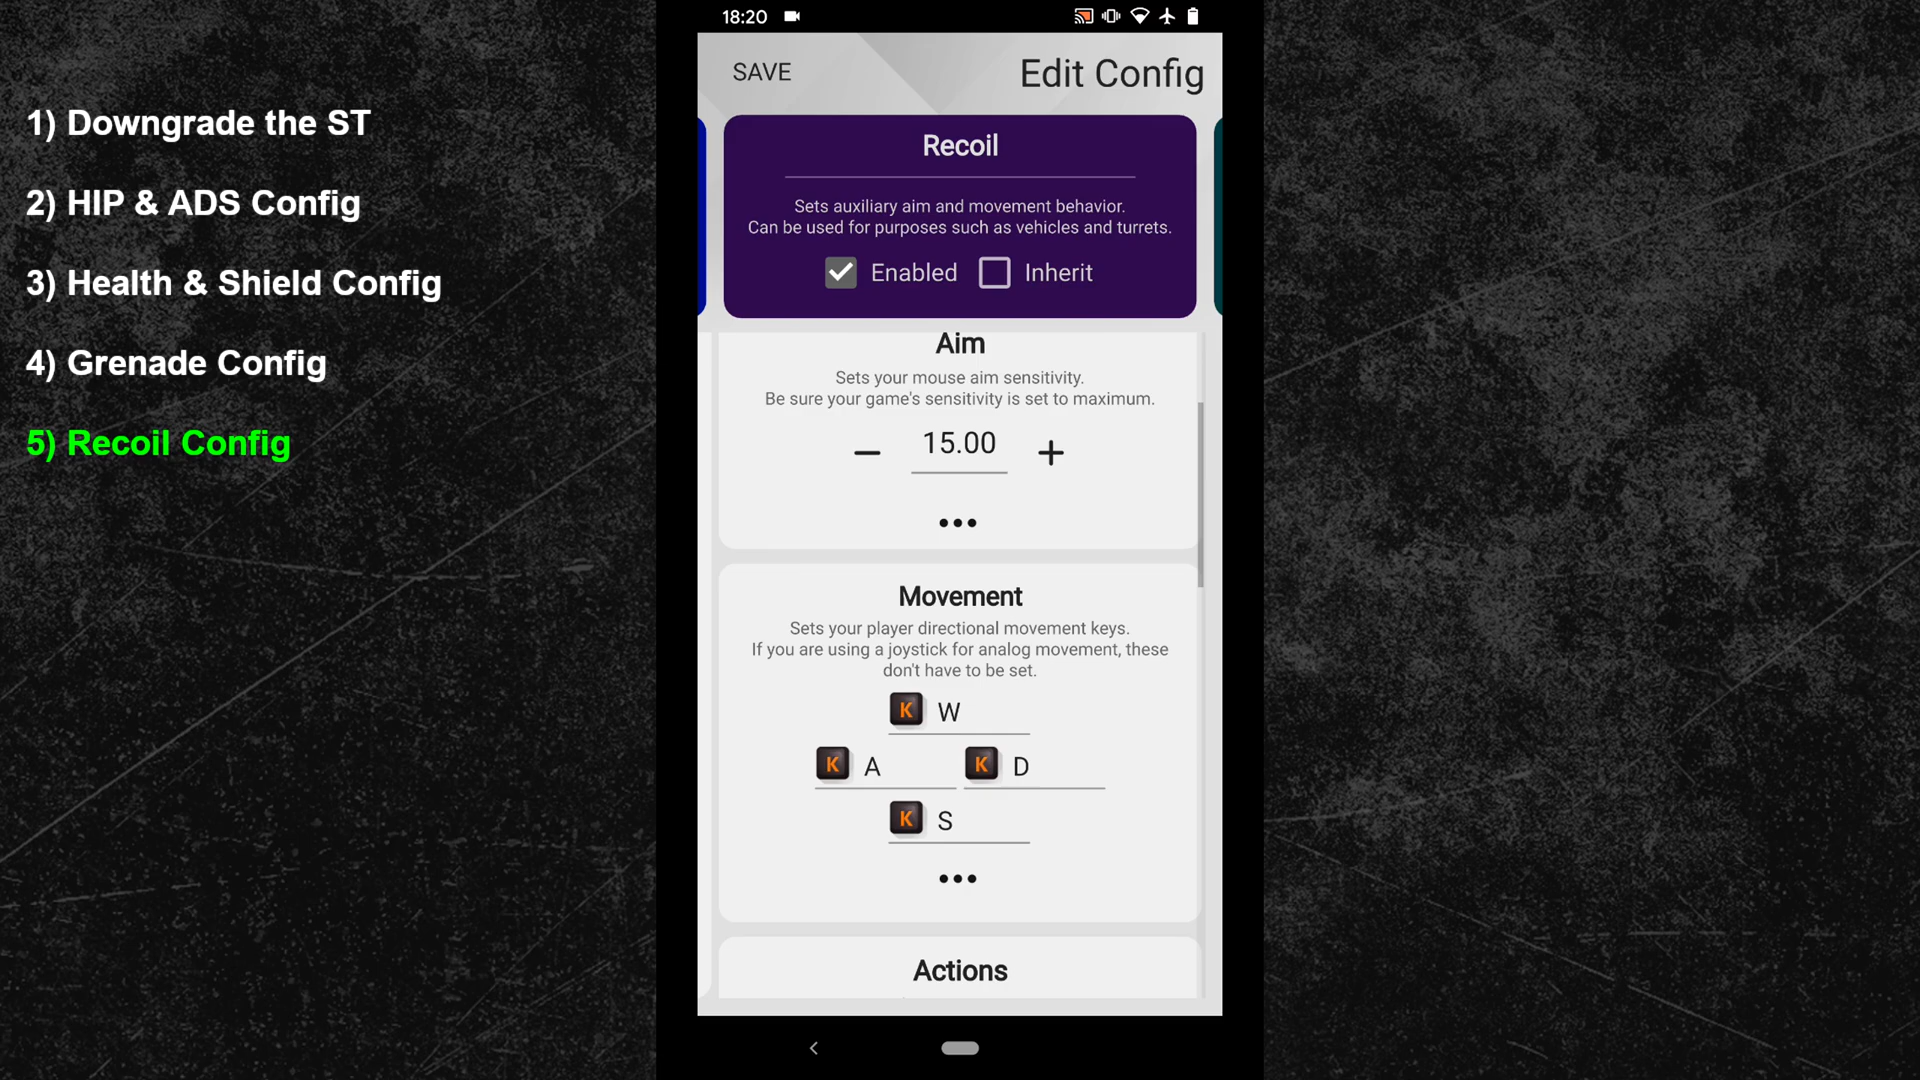 1) Downgrade the ST
2) HIP & ADS Config
3) Health & Shield Config
4) Grenade Config
5) Recoil Config
18:20
SAVE
Edit Config
Recoil
Sets auxiliary aim and movement behavior.
Can be used for purposes such as vehicles and turrets.
Enabled
Inherit
Aim
Sets your mouse aim sensitivity.
Be sure your game's sensitivity is set to maximum.
15.00
Movement
Sets your player directional movement keys.
If you are using a joystick for analog movement, these
don't have to be set.
K W
K A
K D
K S
Actions